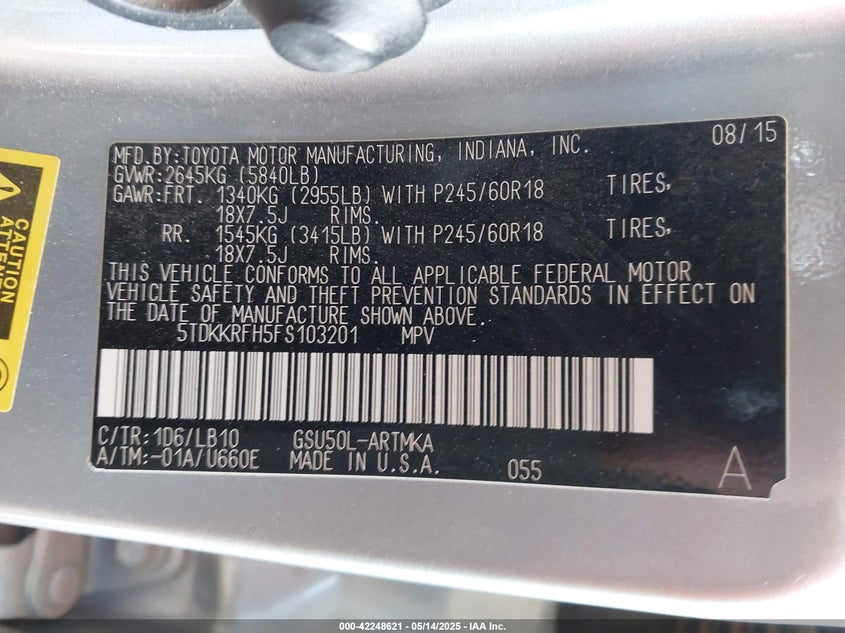 MFD.BY:TOYOTA MOTOR MANUFACTURING, INDIANA, INC. 08/15
GVWR:2645KG (5840LB)
GAWR:FRT. 1340KG (2955LB) WITH P245/60R18 TIRES,
18X7.5J RIMS.
RR. 1545KG (3415LB) WITH P245/60R18 TIRES,
18X7.5J RIMS.
THIS VEHICLE CONFORMS TO ALL APPLICABLE FEDERAL MOTOR
VEHICLE SAFETY AND THEFT PREVENTION STANDARDS IN EFFECT ON
THE DATE OF MANUFACTURE SHOWN ABOVE.
5TDKKRFH5FS103201 MPV
C/TR:1D6/LB10 GSU50L-ARTMKA
A/TM:-01A/U660E MADE IN U.S.A. 055 A
CAUTION
ATTENTION
000-42248621 - 05/14/2025 - IAA Inc.